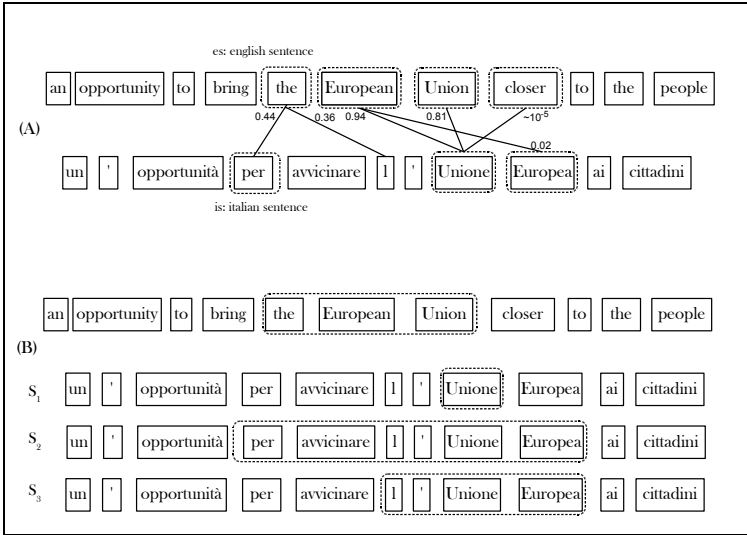 es: english sentence
an opportunity to bring the European Union closer to the people
0.44 0.36 0.94 0.81 ~10-5
(A)
0.02
un ' opportunità per avvicinare l ' Unione Europea ai cittadini
is: italian sentence
an opportunity to bring the European Union closer to the people
(B)
S1 un ' opportunità per avvicinare l ' Unione Europea ai cittadini
S2 un ' opportunità per avvicinare l ' Unione Europea ai cittadini
S3 un ' opportunità per avvicinare l ' Unione Europea ai cittadini